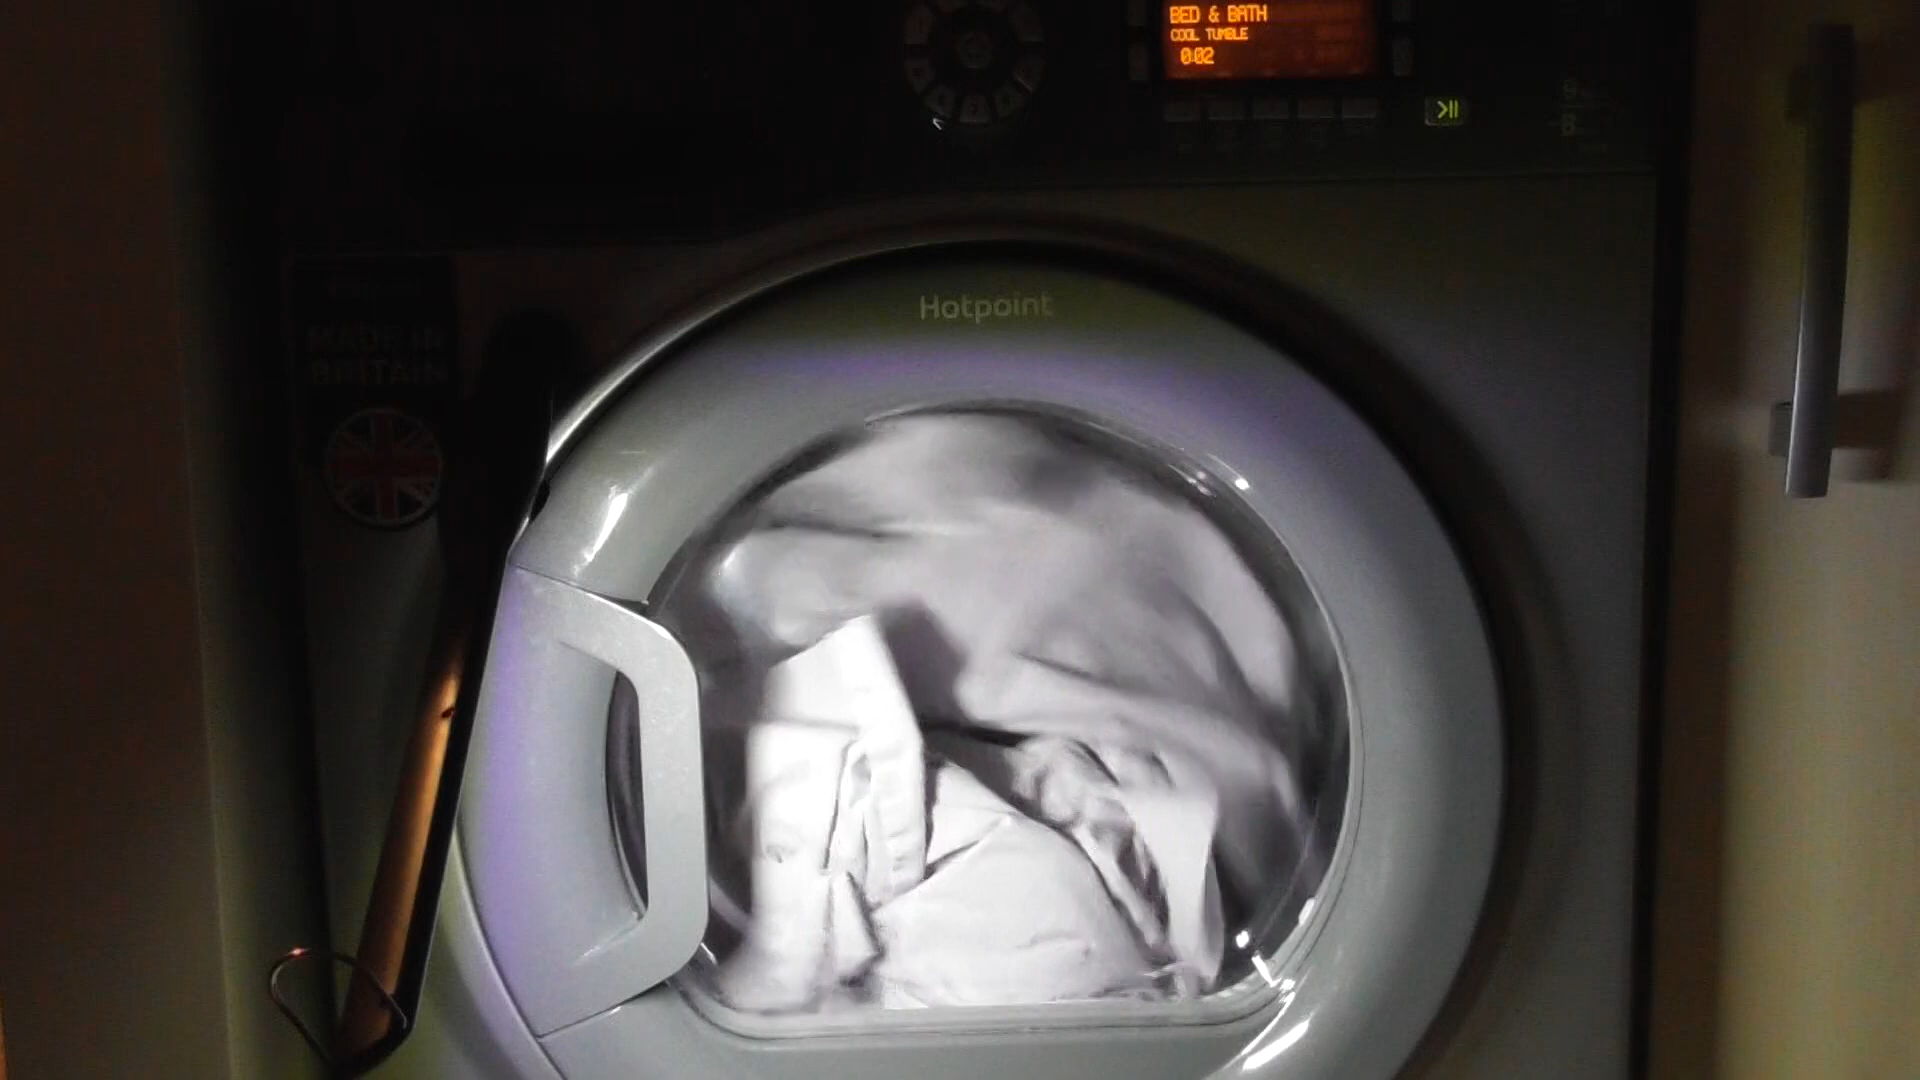 BED & BATH
COOL TUMBLE
0:02
Hotpoint
MADE IN
BRITAIN